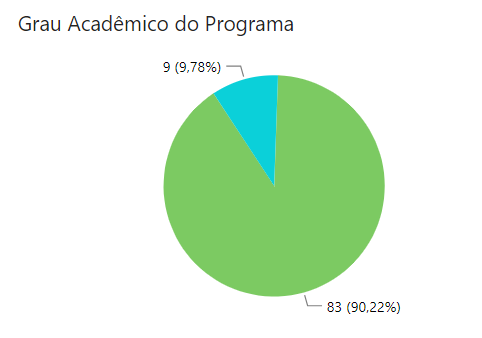 Grau Acadêmico do Programa
9 (9,78%)
83 (90,22%)